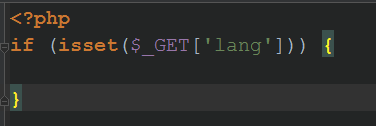 <?php
if (isset($_GET['lang'])) {
}